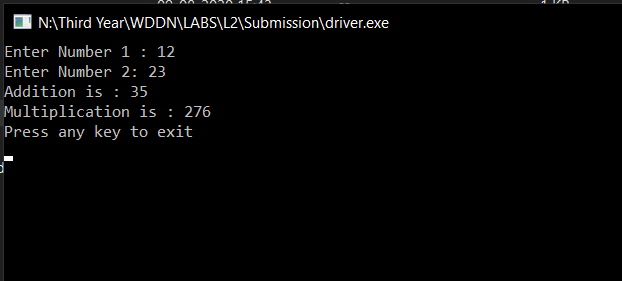 N:\Third Year\WDDN\LABS\L2\Submission\driver.exe
Enter Number 1 : 12
Enter Number 2: 23
Addition is : 35
Multiplication is : 276
Press any key to exit